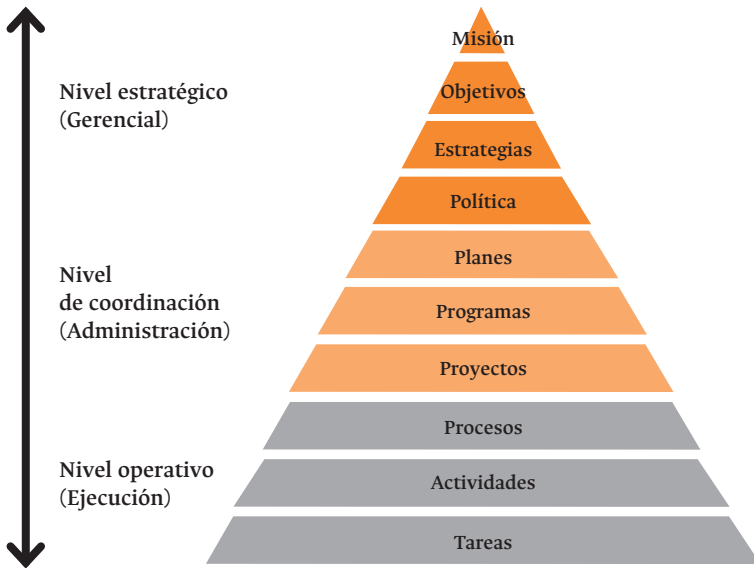 Misión
Objetivos
Estrategias
Política
Planes
Programas
Proyectos
Procesos
Actividades
Tareas
Nivel estratégico
(Gerencial)
Nivel
de coordinación
(Administración)
Nivel operativo
(Ejecución)